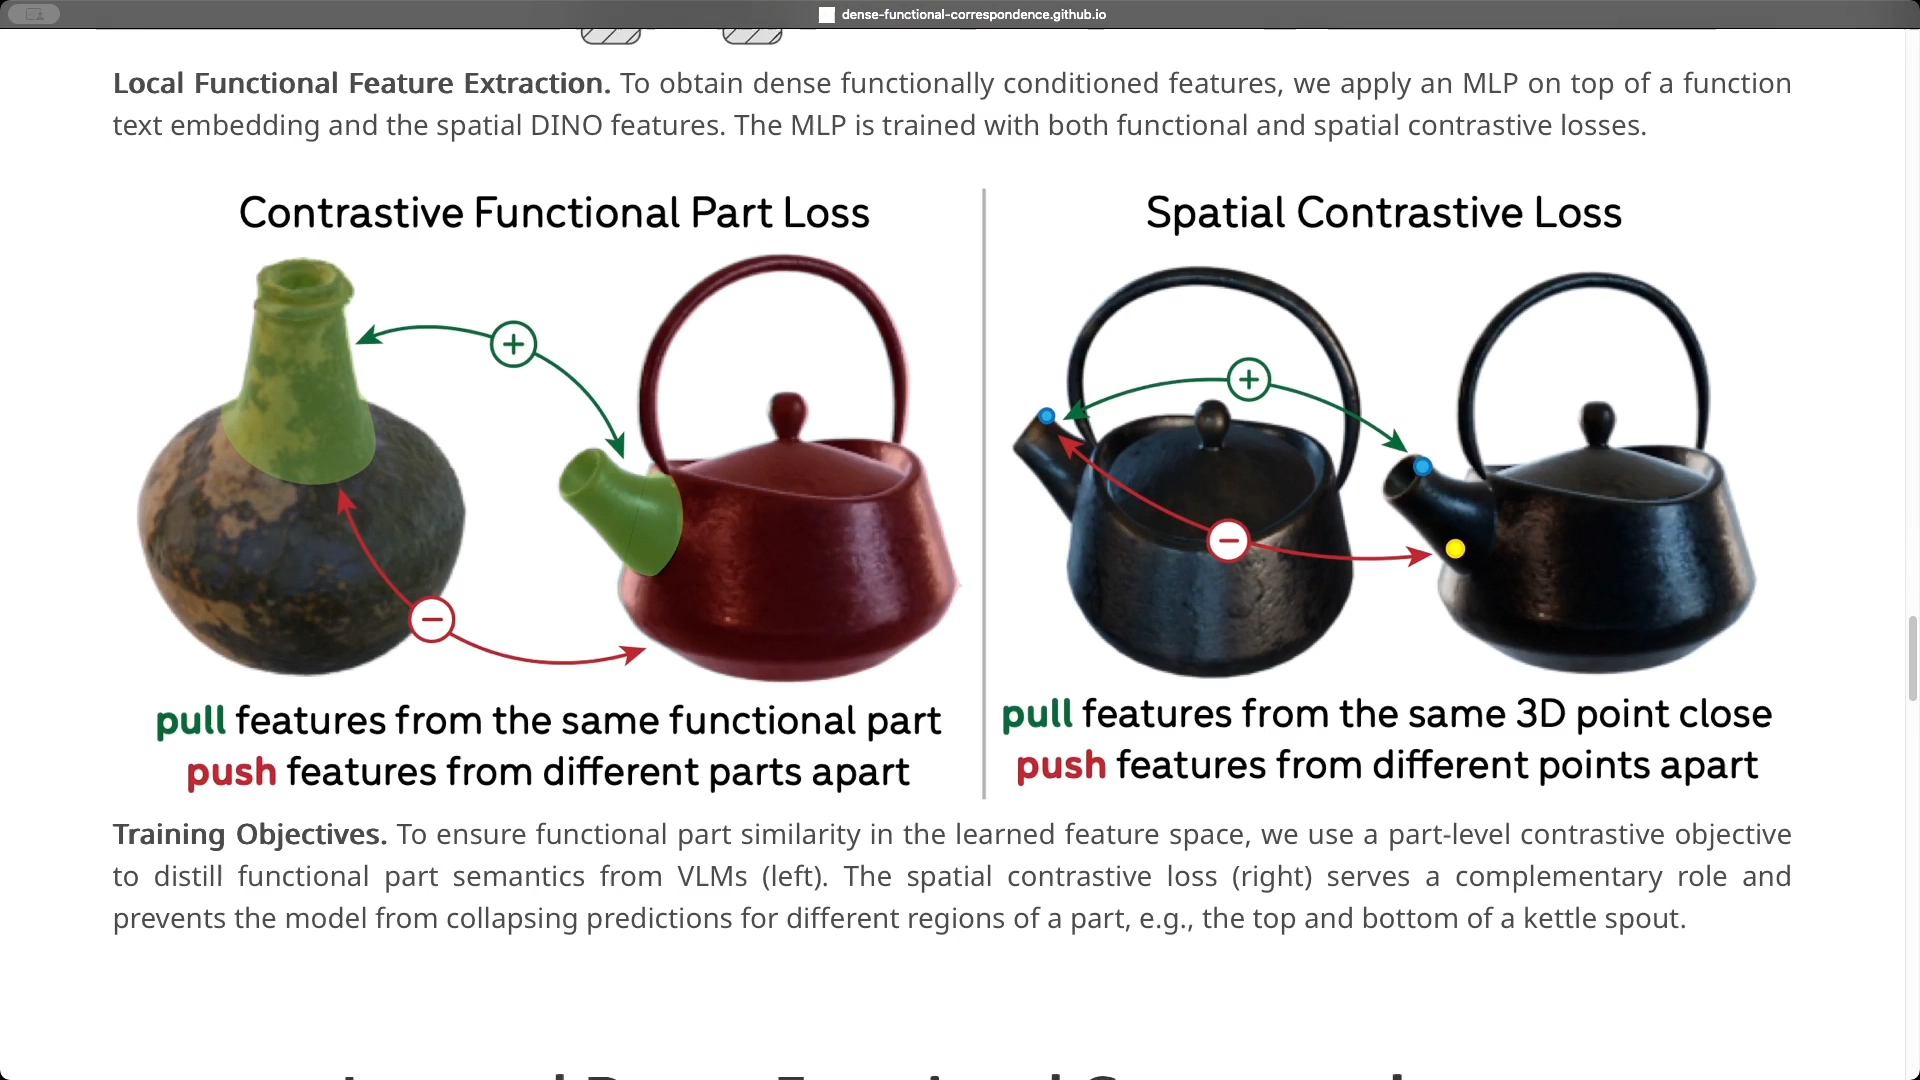 dense-functional-correspondence.github.io
Local Functional Feature Extraction. To obtain dense functionally conditioned features, we apply an MLP on top of a function
text embedding and the spatial DINO features. The MLP is trained with both functional and spatial contrastive losses.
Contrastive Functional Part Loss
pull features from the same functional part
push features from different parts apart
Spatial Contrastive Loss
pull features from the same 3D point close
push features from different points apart
Training Objectives. To ensure functional part similarity in the learned feature space, we use a part-level contrastive objective
to distill functional part semantics from VLMs (left). The spatial contrastive loss (right) serves a complementary role and
prevents the model from collapsing predictions for different regions of a part, e.g., the top and bottom of a kettle spout.